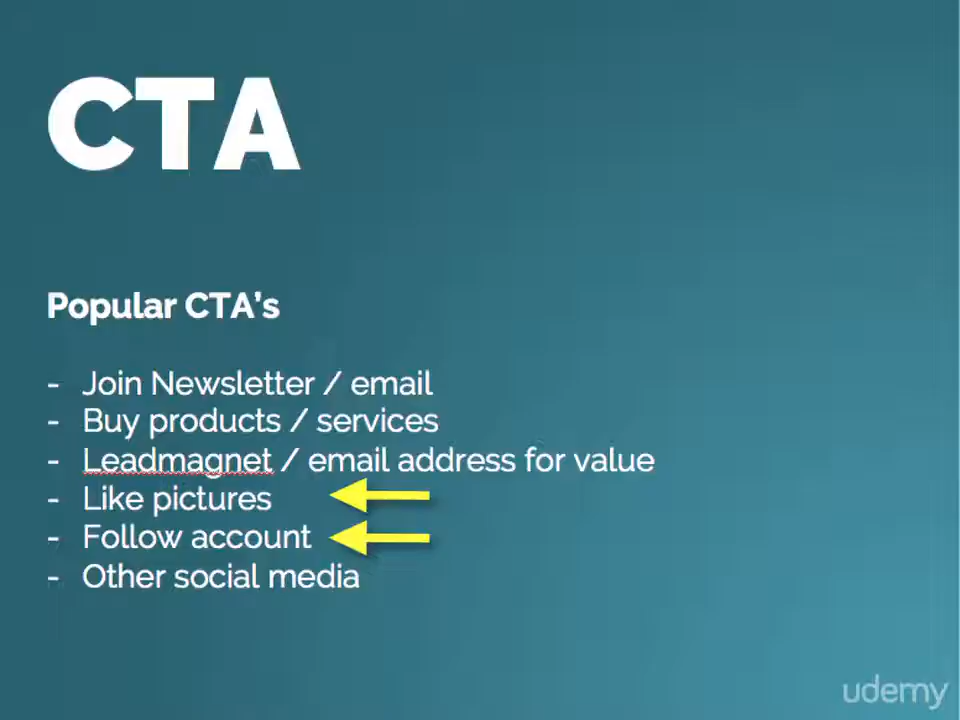 CTA
Popular CTA's
- Join Newsletter / email
- Buy products / services
- Leadmagnet / email address for value
- Like pictures
- Follow account
- Other social media
udemy